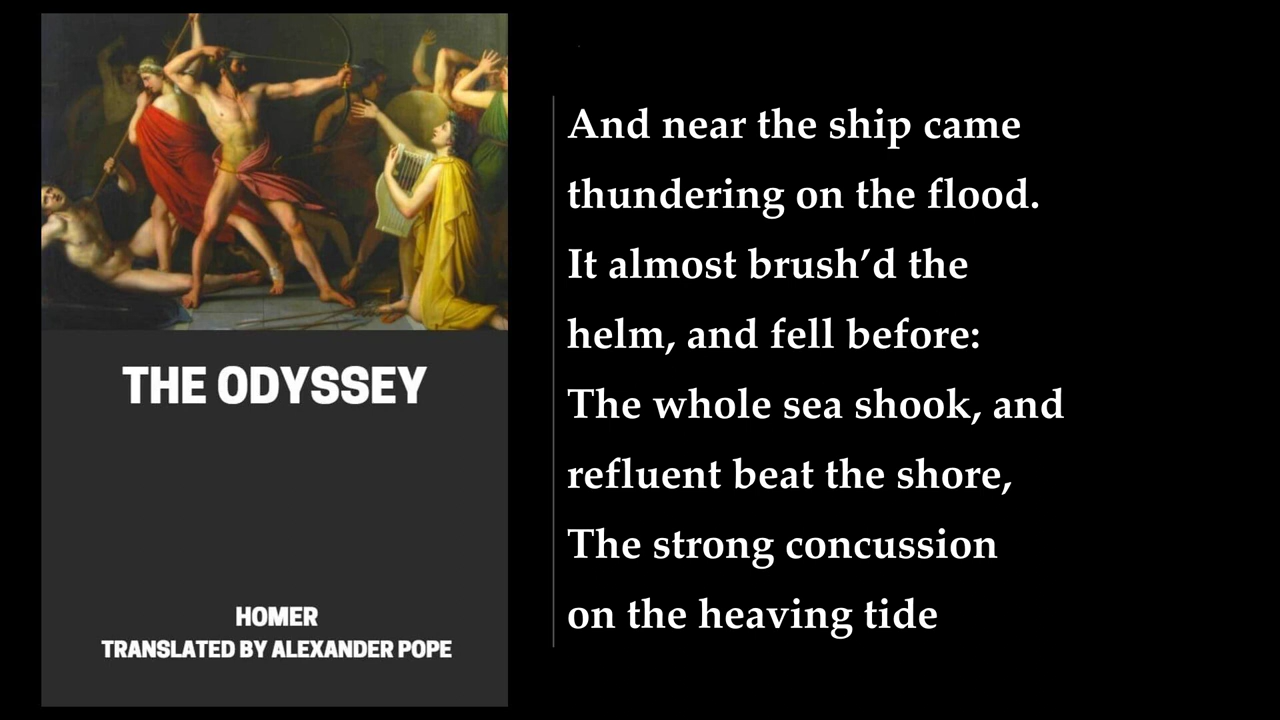 THE ODYSSEY
HOMER
TRANSLATED BY ALEXANDER POPE
And near the ship came
thundering on the flood.
It almost brush’d the
helm, and fell before:
The whole sea shook, and
refluent beat the shore,
The strong concussion
on the heaving tide